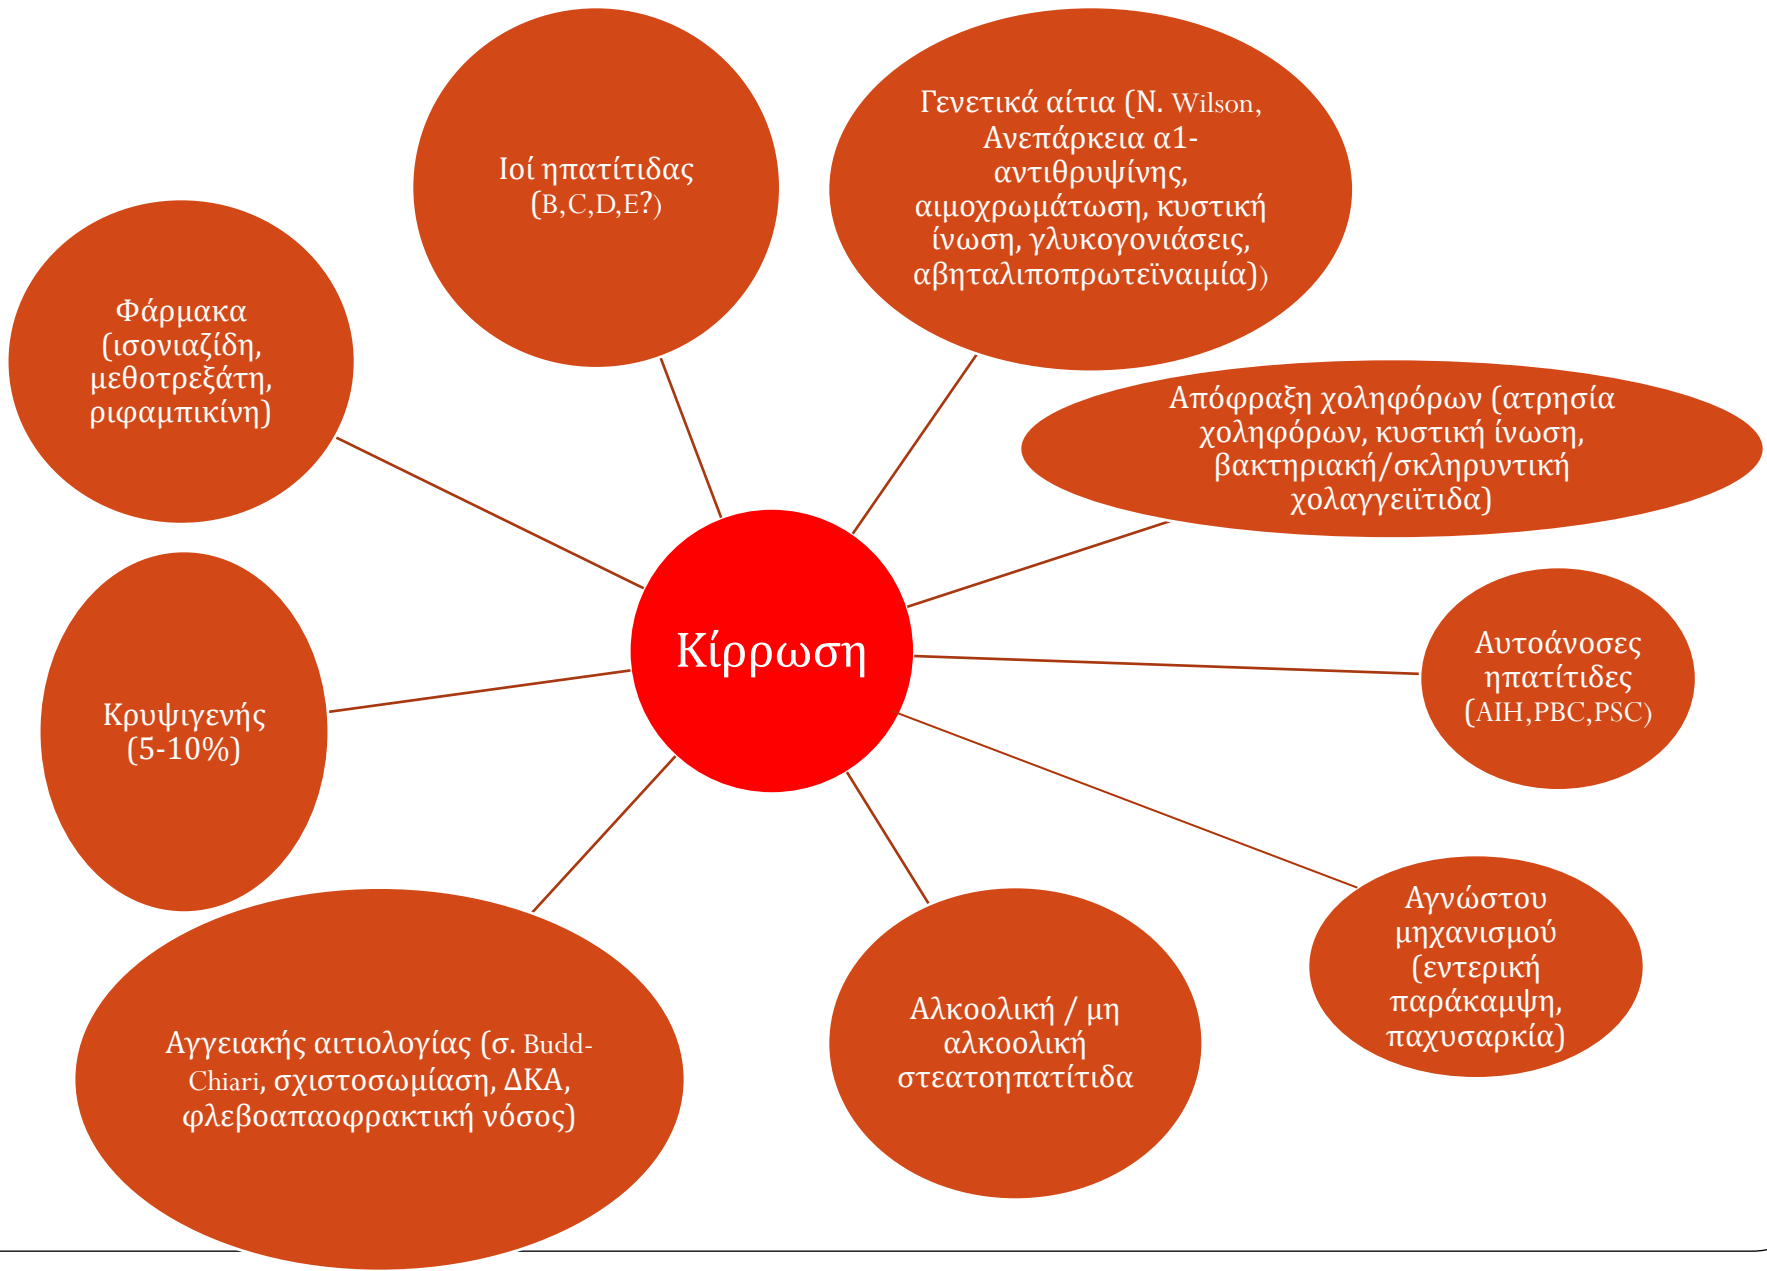 Ιοί ηπατίτιδας
(B,C,D,E?)
Γενετικά αίτια (Ν. Wilson,
Ανεπάρκεια α1-
αντιθρυψίνης,
αιμοχρωμάτωση, κυστική
ίνωση, γλυκογονιάσεις,
αβηταλιποπρωτεϊναιμία))
Απόφραξη χοληφόρων (ατρησία
χοληφόρων, κυστική ίνωση,
βακτηριακή/σκληρυντική
χολαγγειϊτιδα)
Αυτοάνοσες
ηπατίτιδες
(AIH,PBC,PSC)
Αγνώστου
μηχανισμού
(εντερική
παράκαμψη,
παχυσαρκία)
Αλκοολική / μη
αλκοολική
στεατοηπατίτιδα
Αγγειακής αιτιολογίας (σ. Budd-
Chiari, σχιστοσωμίαση, ΔΚΑ,
φλεβοαπαοφρακτική νόσος)
Κρυψιγενής
(5-10%)
Φάρμακα
(ισονιαζίδη,
μεθοτρεξάτη,
ριφαμπικίνη)
Κίρρωση